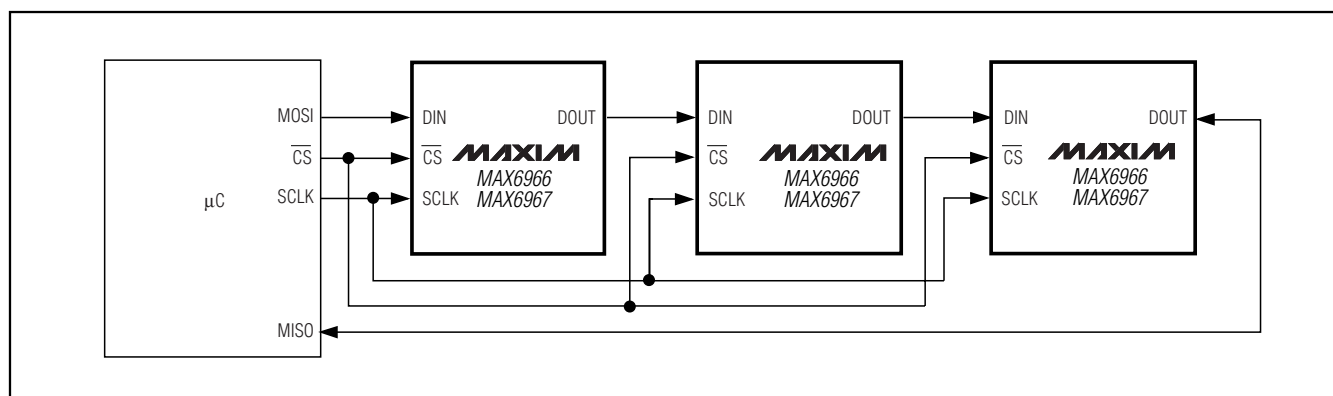 μC
MOSI
CS
SCLK
MISO
DIN
DOUT
CS
MAXIM
MAX6966
SCLK
MAX6967
DIN
DOUT
CS
MAXIM
MAX6966
SCLK
MAX6967
DIN
DOUT
CS
MAXIM
MAX6966
SCLK
MAX6967